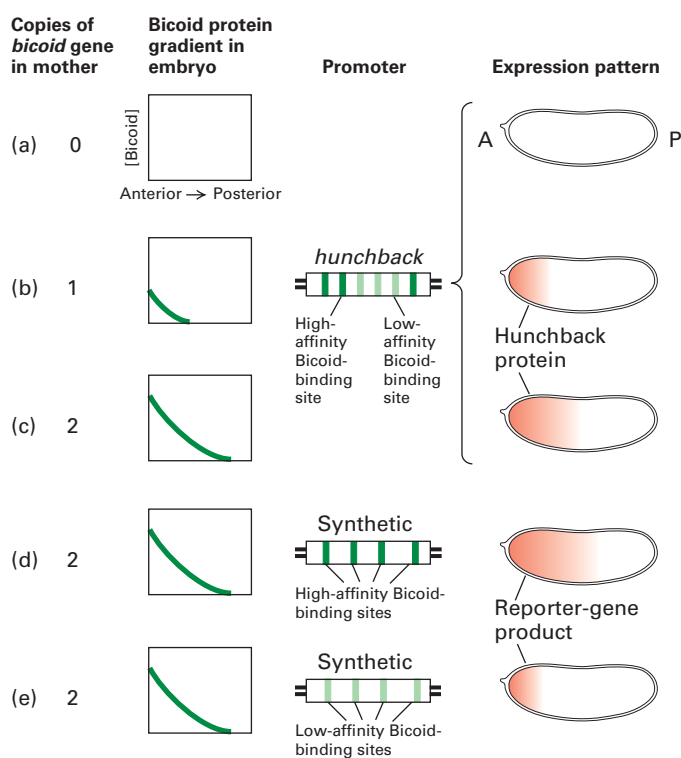 Copies of
bicoid gene
in mother
Bicoid protein
gradient in
embryo
Promoter
Expression pattern
(a) 0
[Bicoid]
Anterior → Posterior
A
P
(b) 1
hunchback
High-
affinity
Bicoid-
binding
site
Low-
affinity
Bicoid-
binding
site
Hunchback
protein
(c) 2
(d) 2
Synthetic
High-affinity Bicoid-
binding sites
Reporter-gene
product
(e) 2
Synthetic
Low-affinity Bicoid-
binding sites